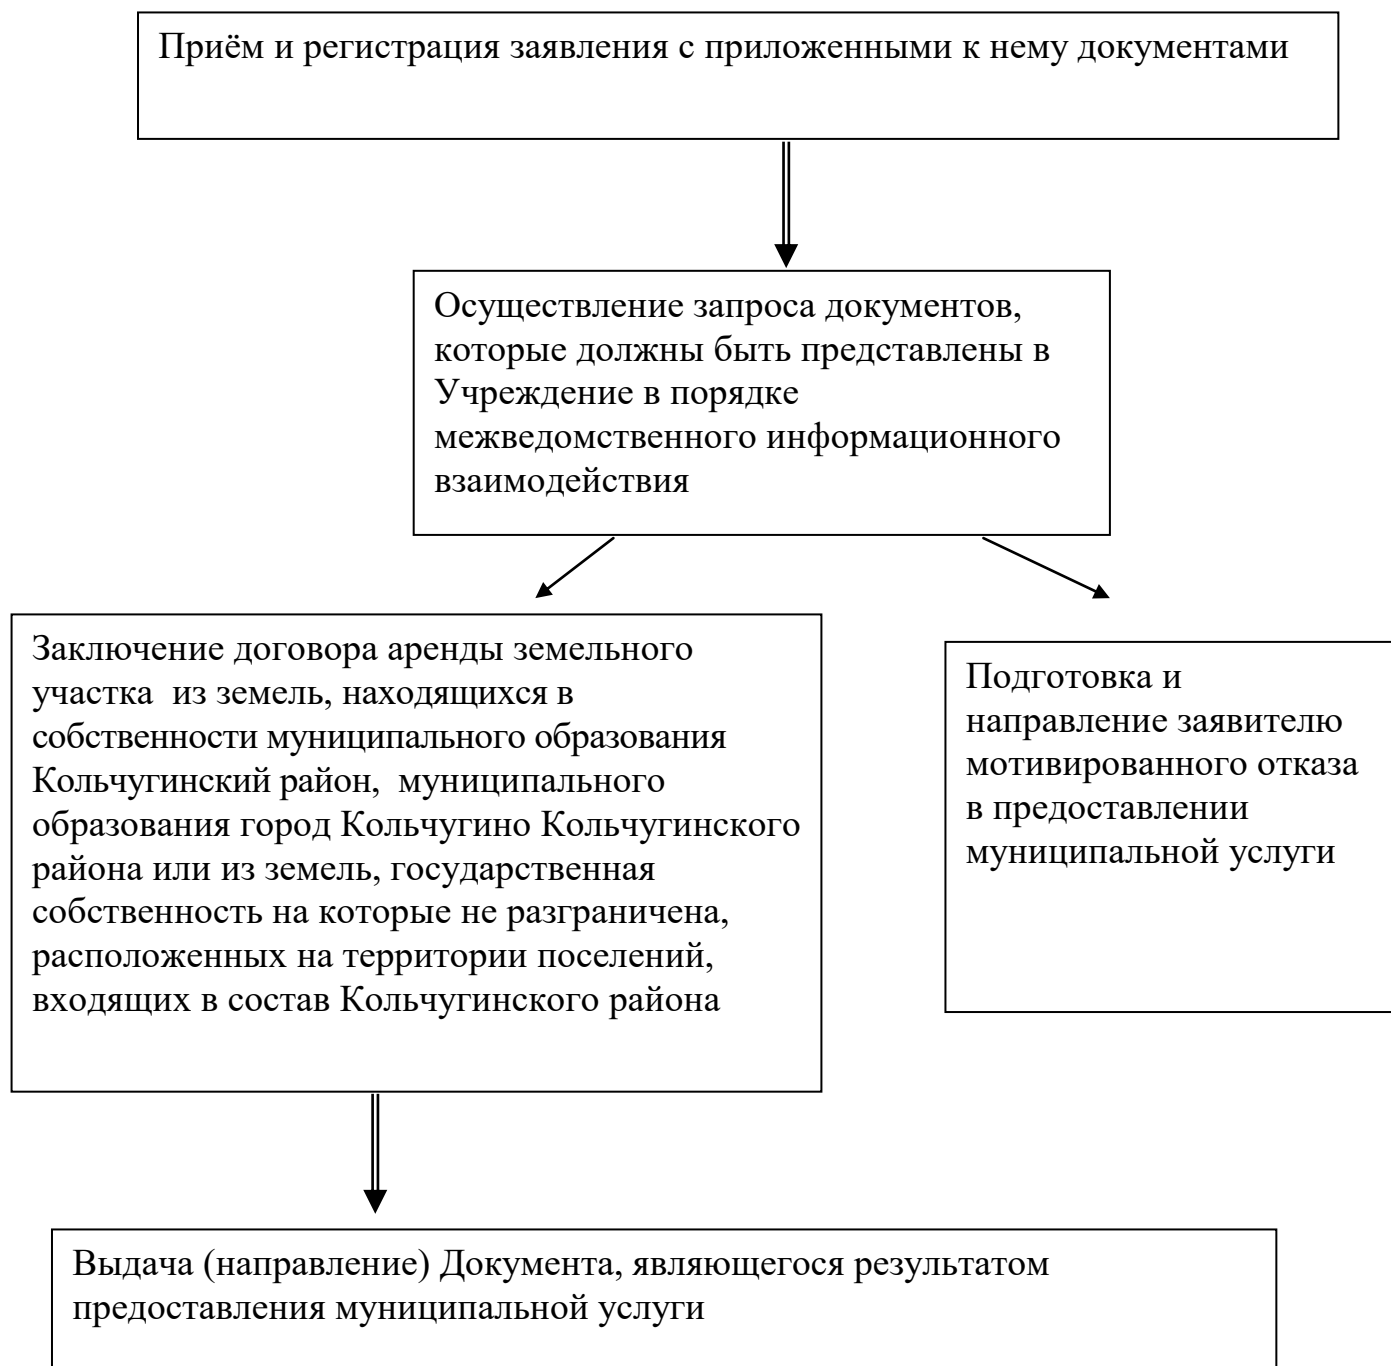 Приём и регистрация заявления с приложенными к нему документами
Осуществление запроса документов,
которые должны быть представлены в
Учреждение в порядке
межведомственного информационного
взаимодействия
Заключение договора аренды земельного
участка  из земель, находящихся в
собственности муниципального образования
Кольчугинский район,  муниципального
образования город Кольчугино Кольчугинского
района или из земель, государственная
собственность на которые не разграничена,
расположенных на территории поселений,
входящих в состав Кольчугинского района
Подготовка и
направление заявителю
мотивированного отказа
в предоставлении
муниципальной услуги
Выдача (направление) Документа, являющегося результатом
предоставления муниципальной услуги